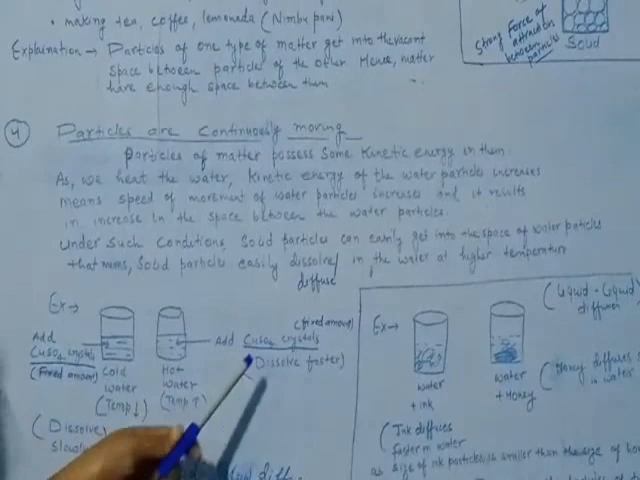 • making tea, coffee, lemonada (Nimbu pani)
Explaination → Particles of one type of matter get into the vacant
space between particle of the other Hence, matter
have enough space between them
Strong Force of
attraction
between
particles
Solid
4 Particles are continuously moving
Particles of matter possess some kinetic energy in them.
As, we heat the water, kinetic energy of the water particles increases
means speed of movement of water particles increases and it results
in increase in the space between the water particles.
Under such conditions, solid particles can easily get into the space of water particles
that means, solid particle easily dissolve/ in the water at higher temperature
diffuse
Ex →
Add
CuSO4 crystals
(Fixed amount)
Cold
water
(Temp ↓)
(Dissolve
slowly
Hot
water
(Temp ↑)
(fixed amount)
Add CuSO4 crystals
(Dissolve faster)
(Liquid - Liquid
diffusion
Ex →
water
+ ink
water
+ Honey
(Honey diffuses
in water
(Ink diffuses
faster in water
as size of ink particles is smaller than the size of